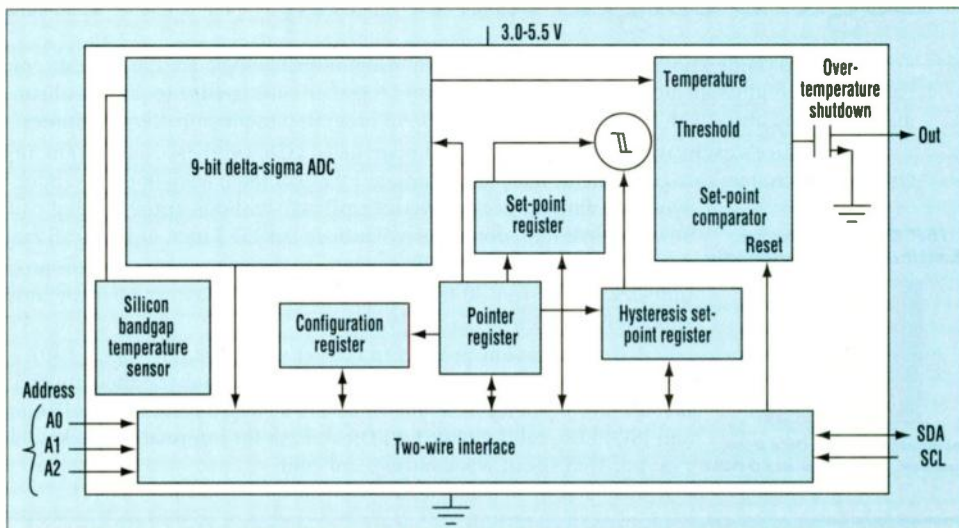 3.0-5.5 V
9-bit delta-sigma ADC
Temperature
Threshold
Set-point
comparator
Reset
Over-
temperature
shutdown
Out
Set-point
register
Silicon
bandgap
temperature
sensor
Configuration
register
Pointer
register
Hysteresis set-
point register
Address
A0
A1
A2
Two-wire interface
SDA
SCL